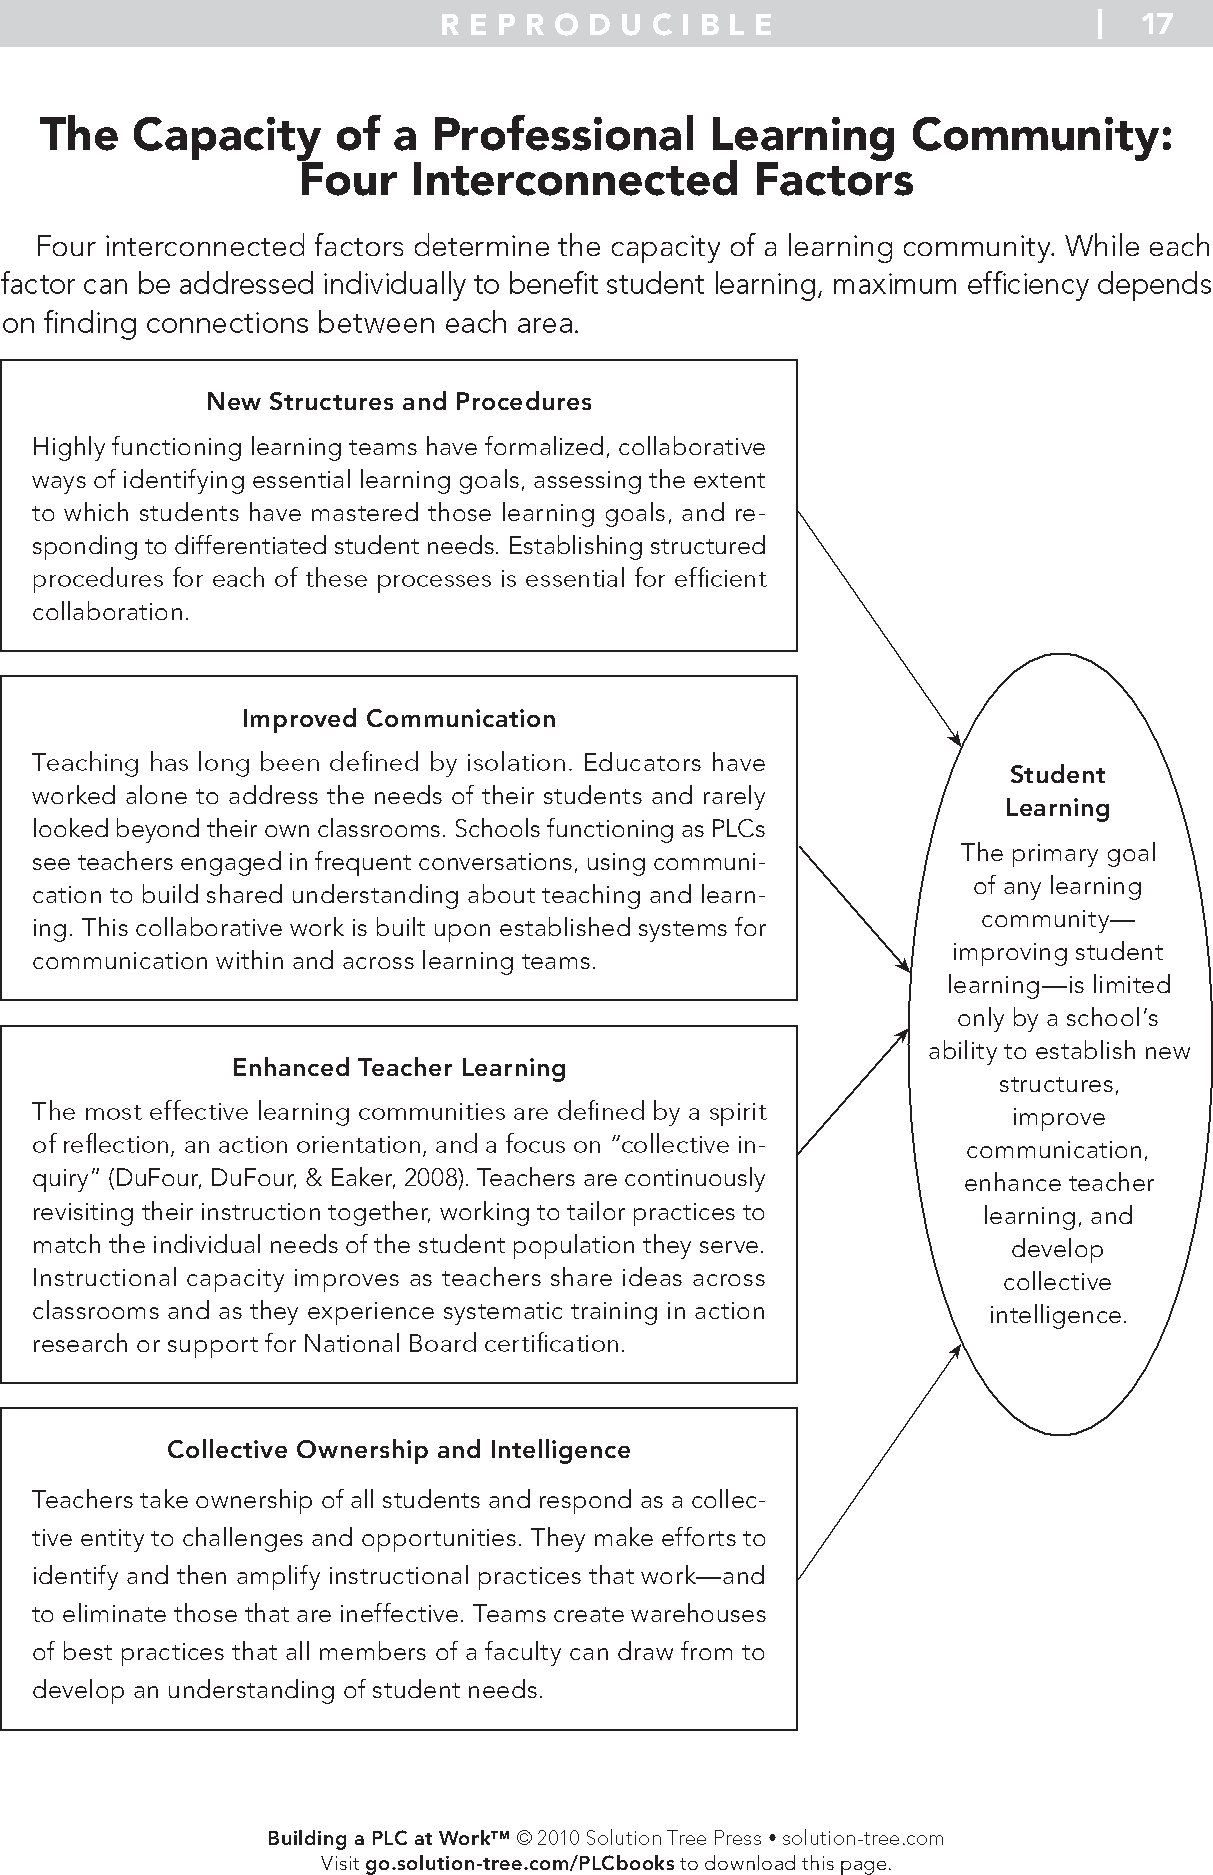 REPRODUCIBLE | 17
The Capacity of a Professional Learning Community:
Four Interconnected Factors
Four interconnected factors determine the capacity of a learning community. While each
factor can be addressed individually to benefit student learning, maximum efficiency depends
on finding connections between each area.
New Structures and Procedures
Highly functioning learning teams have formalized, collaborative
ways of identifying essential learning goals, assessing the extent
to which students have mastered those learning goals, and re-
sponding to differentiated student needs. Establishing structured
procedures for each of these processes is essential for efficient
collaboration.
Improved Communication
Teaching has long been defined by isolation. Educators have
worked alone to address the needs of their students and rarely
looked beyond their own classrooms. Schools functioning as PLCs
see teachers engaged in frequent conversations, using communi-
cation to build shared understanding about teaching and learn-
ing. This collaborative work is built upon established systems for
communication within and across learning teams.
Enhanced Teacher Learning
The most effective learning communities are defined by a spirit
of reflection, an action orientation, and a focus on “collective in-
quiry” (DuFour, DuFour, & Eaker, 2008). Teachers are continuously
revisiting their instruction together, working to tailor practices to
match the individual needs of the student population they serve.
Instructional capacity improves as teachers share ideas across
classrooms and as they experience systematic training in action
research or support for National Board certification.
Collective Ownership and Intelligence
Teachers take ownership of all students and respond as a collec-
tive entity to challenges and opportunities. They make efforts to
identify and then amplify instructional practices that work—and
to eliminate those that are ineffective. Teams create warehouses
of best practices that all members of a faculty can draw from to
develop an understanding of student needs.
Student
Learning
The primary goal
of any learning
community—
improving student
learning—is limited
only by a school’s
ability to establish new
structures,
improve
communication,
enhance teacher
learning, and
develop
collective
intelligence.
Building a PLC at Work™ © 2010 Solution Tree Press • solution-tree.com
Visit go.solution-tree.com/PLCbooks to download this page.